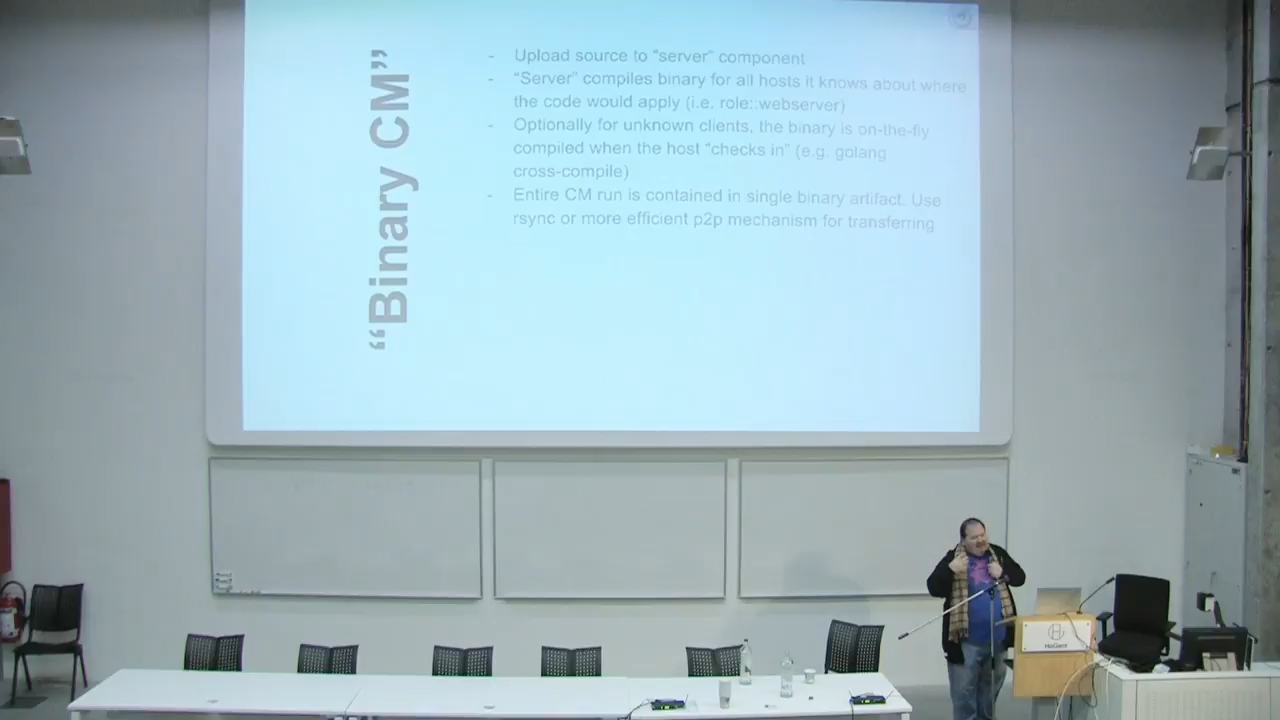 “Binary CM”
- Upload source to “server” component
- “Server” compiles binary for all hosts it knows about where
the code would apply (i.e. role::webserver)
- Optionally for unknown clients, the binary is on-the-fly
compiled when the host “checks in” (e.g. golang
cross-compile)
- Entire CM run is contained in single binary artifact. Use
rsync or more efficient p2p mechanism for transferring
HoGent